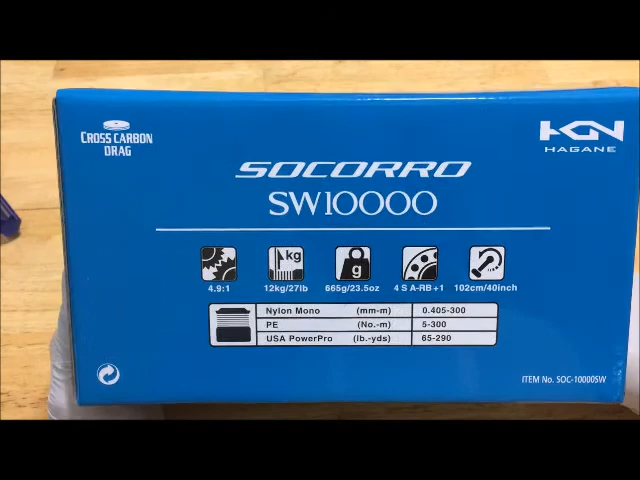 CROSS CARBON
DRAG
HAGANE
SOCORRO
SW10000
kg
g
4.9:1
12kg/27lb
665g/23.5oz
4 S A-RB+1
102cm/40inch
Nylon Mono (mm-m) 0.405-300
PE (No.-m) 5-300
USA PowerPro (lb.-yds) 65-290
ITEM No. SOC-10000SW